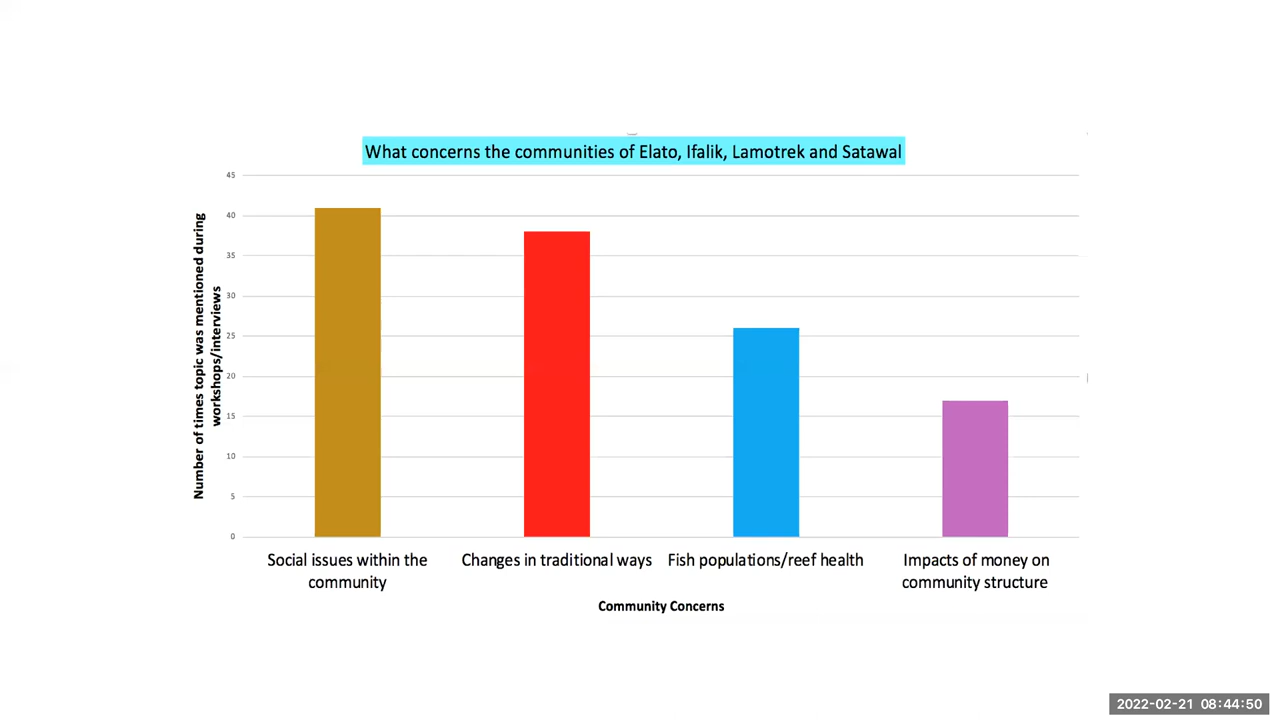 What concerns the communities of Elato, Ifalik, Lamotrek and Satawal
45
40
35
30
25
20
15
10
5
0
Number of times topic was mentioned during
workshops/interviews
Social issues within the
community
Changes in traditional ways
Fish populations/reef health
Impacts of money on
community structure
Community Concerns
2022-02-21 08:44:50